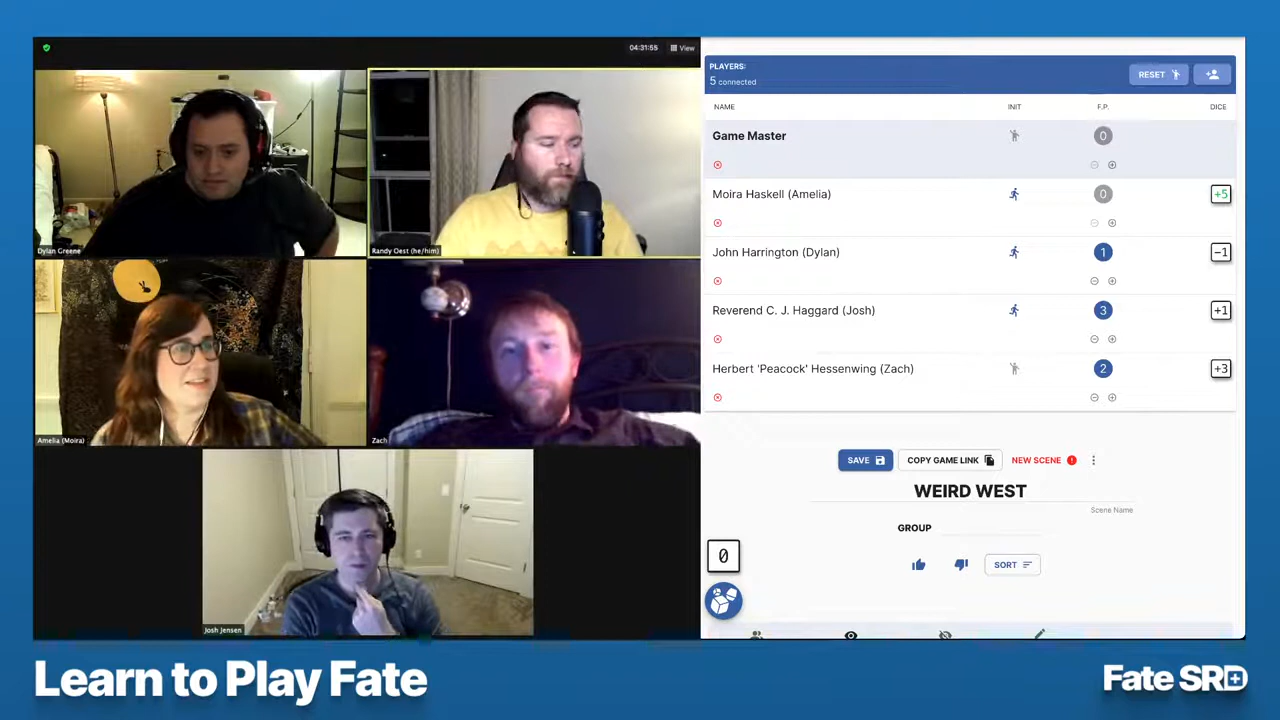 04:31:55
View
Dylan Greene
Randy Oest (he/him)
Amelia (Moira)
Zach
Josh Jensen
PLAYERS:
5 connected
RESET
NAME INIT F.P. DICE
Game Master 0
Moira Haskell (Amelia) 0 +5
John Harrington (Dylan) 1 −1
Reverend C. J. Haggard (Josh) 3 +1
Herbert 'Peacock' Hessenwing (Zach) 2 +3
SAVE COPY GAME LINK NEW SCENE
WEIRD WEST
Scene Name
GROUP
0
SORT
Learn to Play Fate
Fate SRD